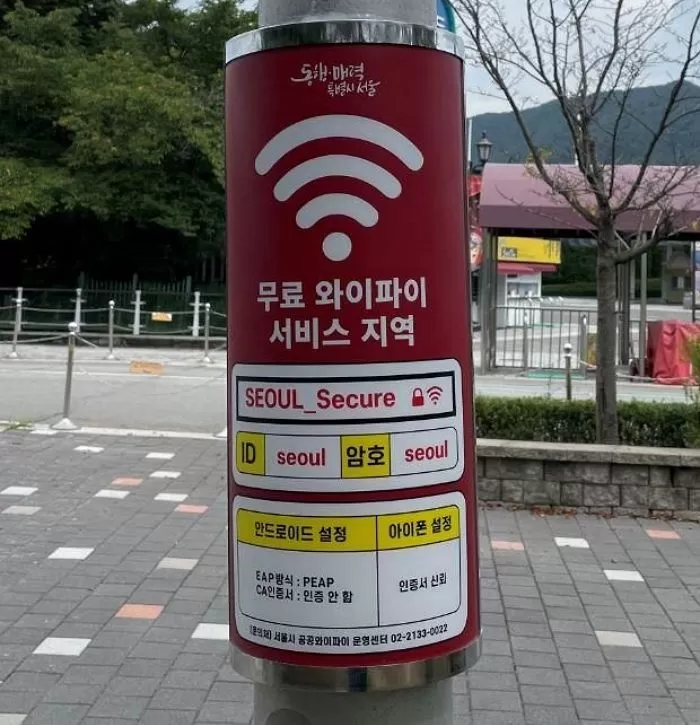 동행·매력
특별시 서울
무료 와이파이
서비스 지역
SEOUL_Secure
ID seoul 암호 seoul
안드로이드 설정 아이폰 설정
EAP방식 : PEAP
CA인증서 : 인증 안 함
인증서 신뢰
(문의처) 서울시 공공와이파이 운영센터 02-2133-0022